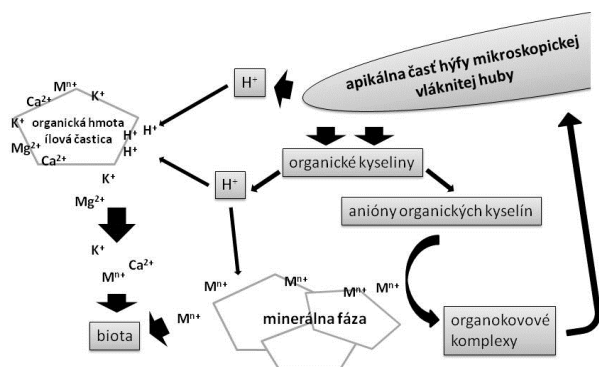 apikálna časť hýfy mikroskopickej
vláknitej huby
H⁺
Mⁿ⁺
Ca²⁺
K⁺
K⁺
organická hmota
ílová častica
H⁺
H⁺
H⁺
Mg²⁺
Ca²⁺
organické kyseliny
K⁺
H⁺
Mg²⁺
anióny organických kyselín
K⁺
Ca²⁺
Mⁿ⁺
Mⁿ⁺
Mⁿ⁺
Mⁿ⁺
Mⁿ⁺
Mⁿ⁺
minerálna fáza
biota
organokovové
komplexy